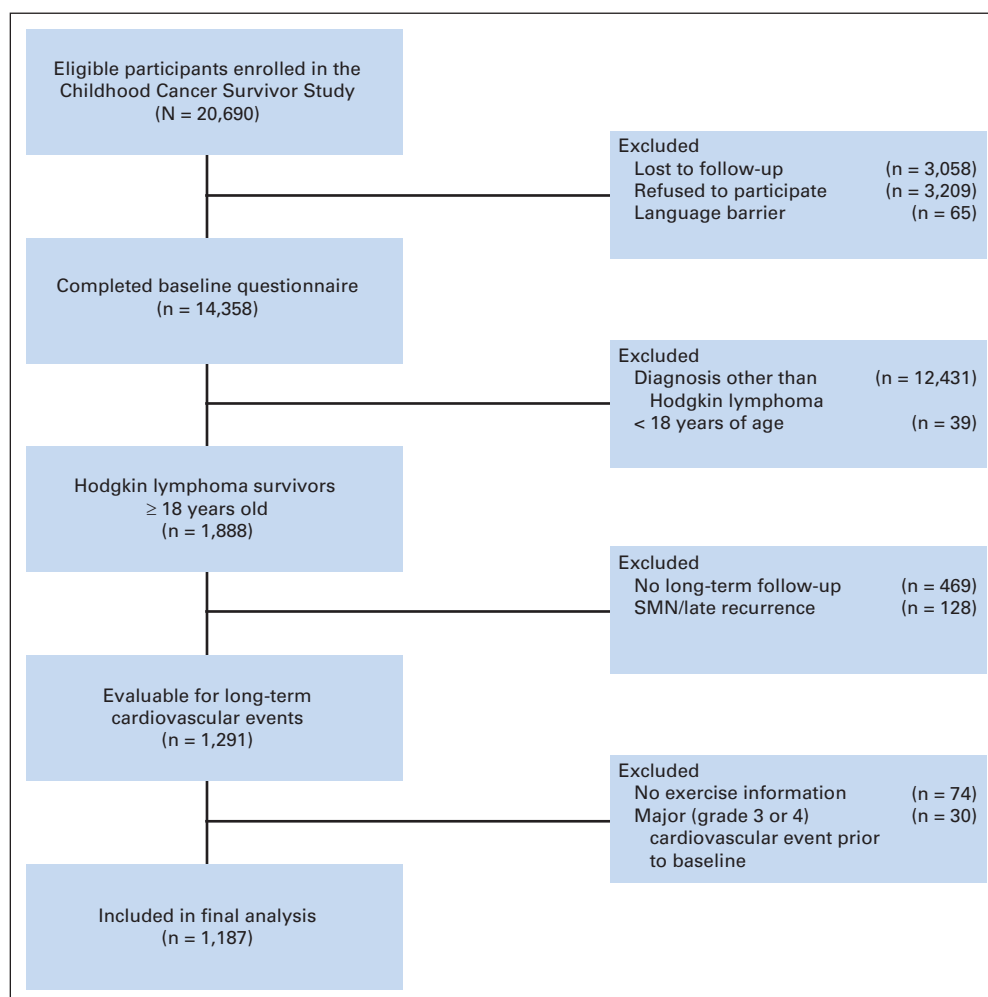 Eligible participants enrolled in the
Childhood Cancer Survivor Study
(N = 20,690)
Excluded
Lost to follow-up (n = 3,058)
Refused to participate (n = 3,209)
Language barrier (n = 65)
Completed baseline questionnaire
(n = 14,358)
Excluded
Diagnosis other than (n = 12,431)
Hodgkin lymphoma
< 18 years of age (n = 39)
Hodgkin lymphoma survivors
≥ 18 years old
(n = 1,888)
Excluded
No long-term follow-up (n = 469)
SMN/late recurrence (n = 128)
Evaluable for long-term
cardiovascular events
(n = 1,291)
Excluded
No exercise information (n = 74)
Major (grade 3 or 4) (n = 30)
cardiovascular event prior
to baseline
Included in final analysis
(n = 1,187)